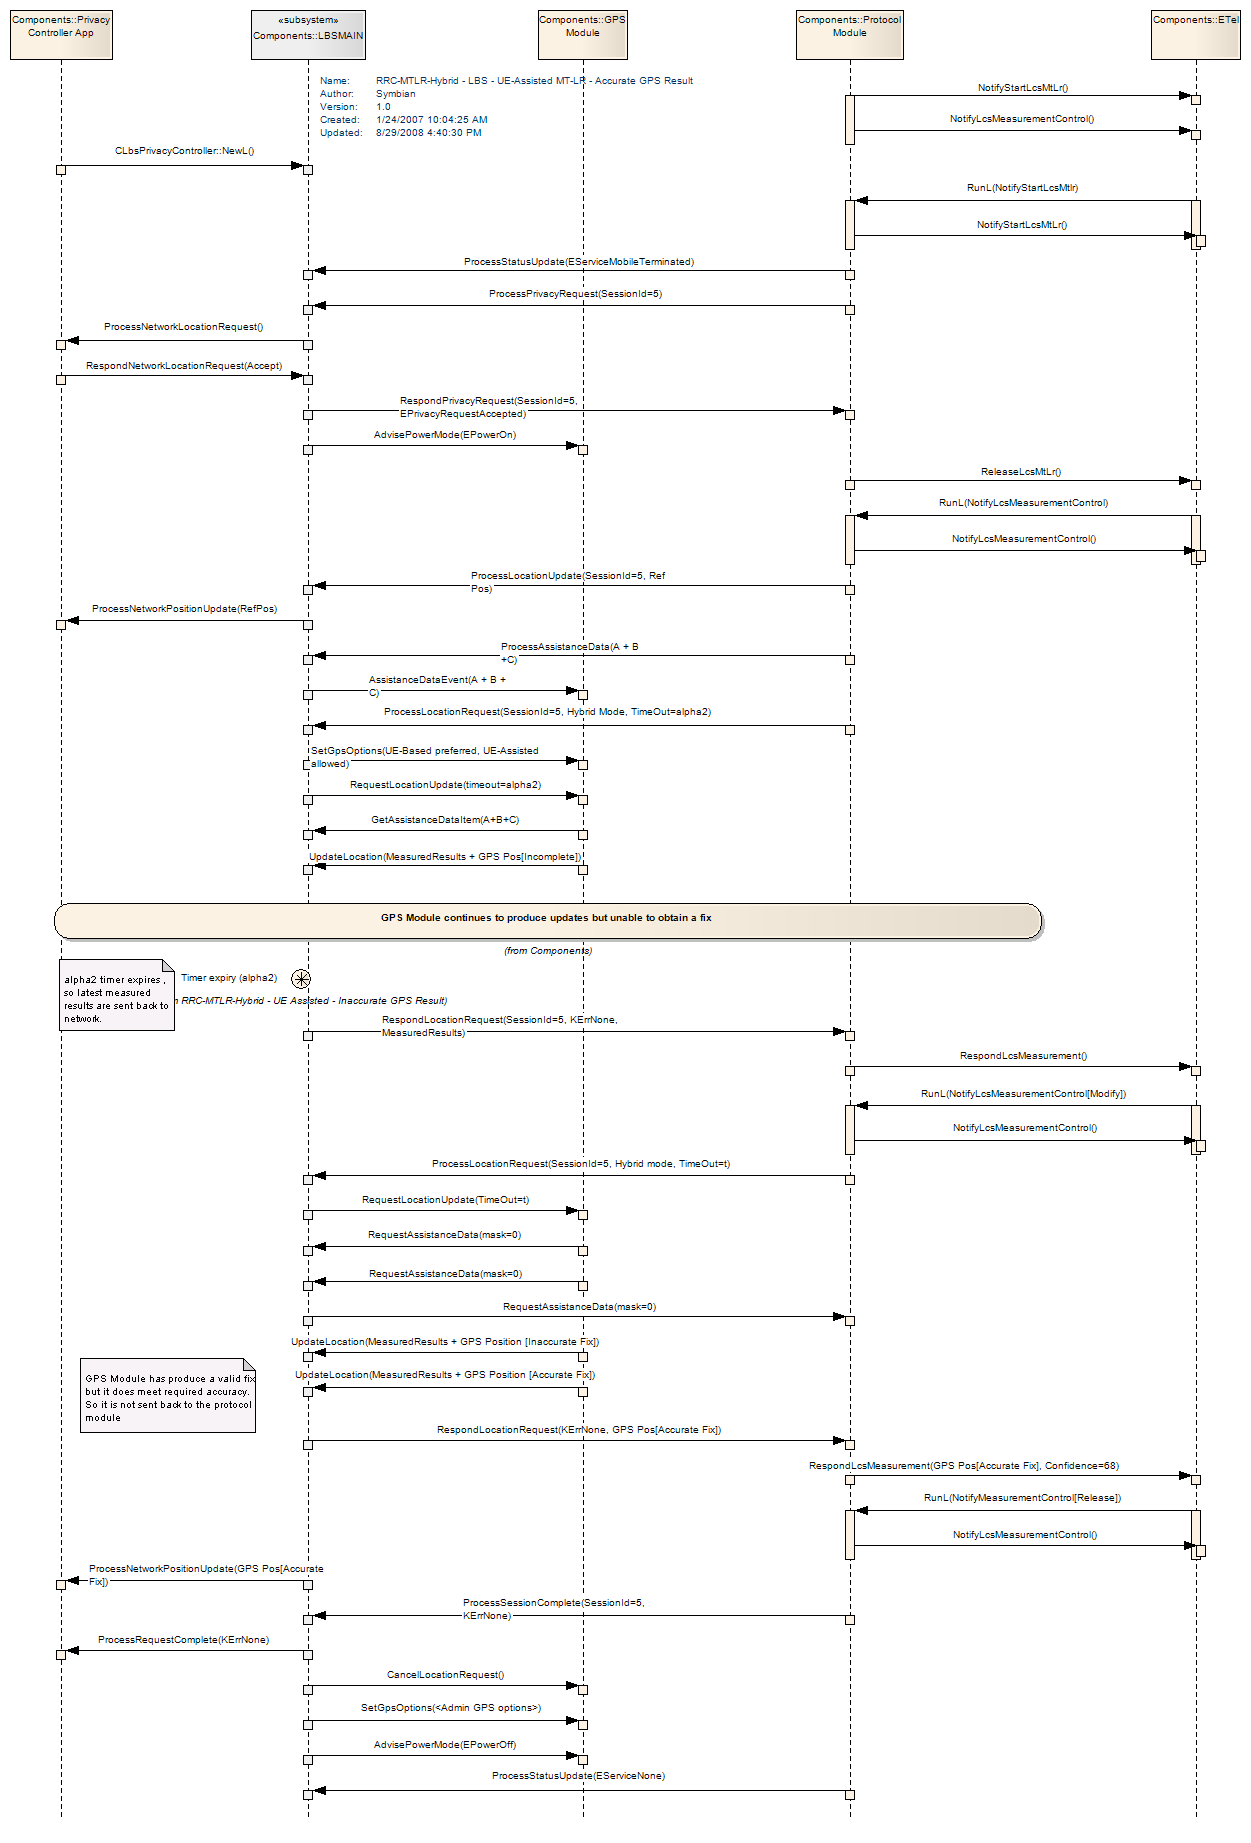 Components::Privacy
Controller App
«subsystem»
Components::LBSMAIN
Components::GPS
Module
Components::Protocol
Module
Components::ETel
Name: RRC-MTLR-Hybrid - LBS - UE-Assisted MT-LR - Accurate GPS Result
Author: Symbian
Version: 1.0
Created: 1/24/2007 10:04:25 AM
Updated: 8/29/2008 4:40:30 PM
NotifyStartLcsMtLr()
NotifyLcsMeasurementControl()
CLbsPrivacyController::NewL()
RunL(NotifyStartLcsMtlr)
NotifyStartLcsMtLr()
ProcessStatusUpdate(EServiceMobileTerminated)
ProcessPrivacyRequest(SessionId=5)
ProcessNetworkLocationRequest()
RespondNetworkLocationRequest(Accept)
RespondPrivacyRequest(SessionId=5,
EPrivacyRequestAccepted)
AdvisePowerMode(EPowerOn)
ReleaseLcsMtLr()
RunL(NotifyLcsMeasurementControl)
NotifyLcsMeasurementControl()
ProcessLocationUpdate(SessionId=5, Ref
Pos)
ProcessNetworkPositionUpdate(RefPos)
ProcessAssistanceData(A + B
+C)
AssistanceDataEvent(A + B +
C)
ProcessLocationRequest(SessionId=5, Hybrid Mode, TimeOut=alpha2)
SetGpsOptions(UE-Based preferred, UE-Assisted
allowed)
RequestLocationUpdate(timeout=alpha2)
GetAssistanceDataItem(A+B+C)
UpdateLocation(MeasuredResults + GPS Pos[Incomplete])
GPS Module continues to produce updates but unable to obtain a fix
(from Components)
alpha2 timer expires ,
so latest measured
results are sent back to
network.
Timer expiry (alpha2)
RRC-MTLR-Hybrid - UE Assisted - Inaccurate GPS Result)
RespondLocationRequest(SessionId=5, KErrNone,
MeasuredResults)
RespondLcsMeasurement()
RunL(NotifyLcsMeasurementControl[Modify])
NotifyLcsMeasurementControl()
ProcessLocationRequest(SessionId=5, Hybrid mode, TimeOut=t)
RequestLocationUpdate(TimeOut=t)
RequestAssistanceData(mask=0)
RequestAssistanceData(mask=0)
RequestAssistanceData(mask=0)
UpdateLocation(MeasuredResults + GPS Position [Inaccurate Fix])
UpdateLocation(MeasuredResults + GPS Position [Accurate Fix])
GPS Module has produce a valid fix
but it does meet required accuracy.
So it is not sent back to the protocol
module
RespondLocationRequest(KErrNone, GPS Pos[Accurate Fix])
RespondLcsMeasurement(GPS Pos[Accurate Fix], Confidence=68)
RunL(NotifyMeasurementControl[Release])
NotifyLcsMeasurementControl()
ProcessNetworkPositionUpdate(GPS Pos[Accurate
Fix])
ProcessSessionComplete(SessionId=5,
KErrNone)
ProcessRequestComplete(KErrNone)
CancelLocationRequest()
SetGpsOptions(<Admin GPS options>)
AdvisePowerMode(EPowerOff)
ProcessStatusUpdate(EServiceNone)